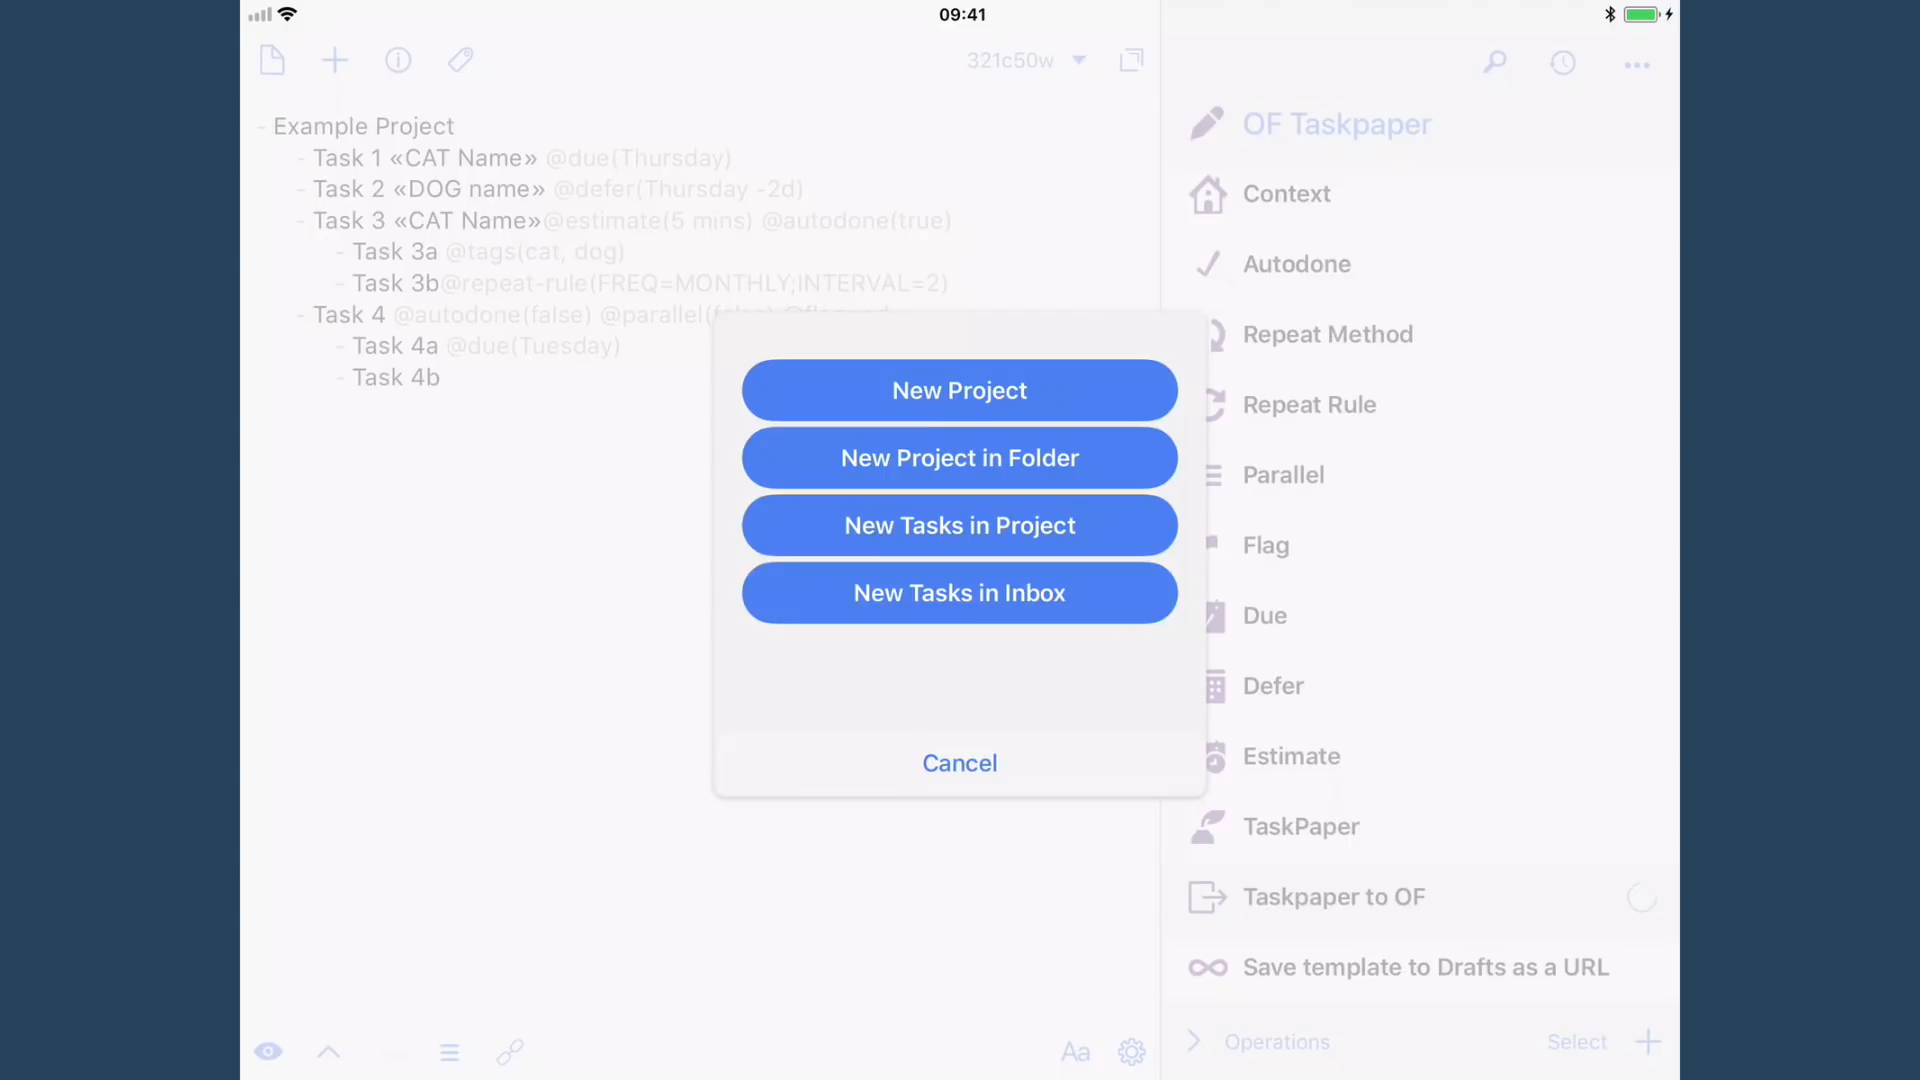 09:41
321c50w
- Example Project
- Task 1 «CAT Name» @due(Thursday)
- Task 2 «DOG name» @defer(Thursday -2d)
- Task 3 «CAT Name»@estimate(5 mins) @autodone(true)
- Task 3a @tags(cat, dog)
- Task 3b@repeat-rule(FREQ=MONTHLY;INTERVAL=2)
- Task 4 @autodone(false) @parallel(false) @flagged
- Task 4a @due(Tuesday)
- Task 4b
New Project
New Project in Folder
New Tasks in Project
New Tasks in Inbox
Cancel
OF Taskpaper
Context
Autodone
Repeat Method
Repeat Rule
Parallel
Flag
Due
Defer
Estimate
TaskPaper
Taskpaper to OF
Save template to Drafts as a URL
Aa
Operations
Select